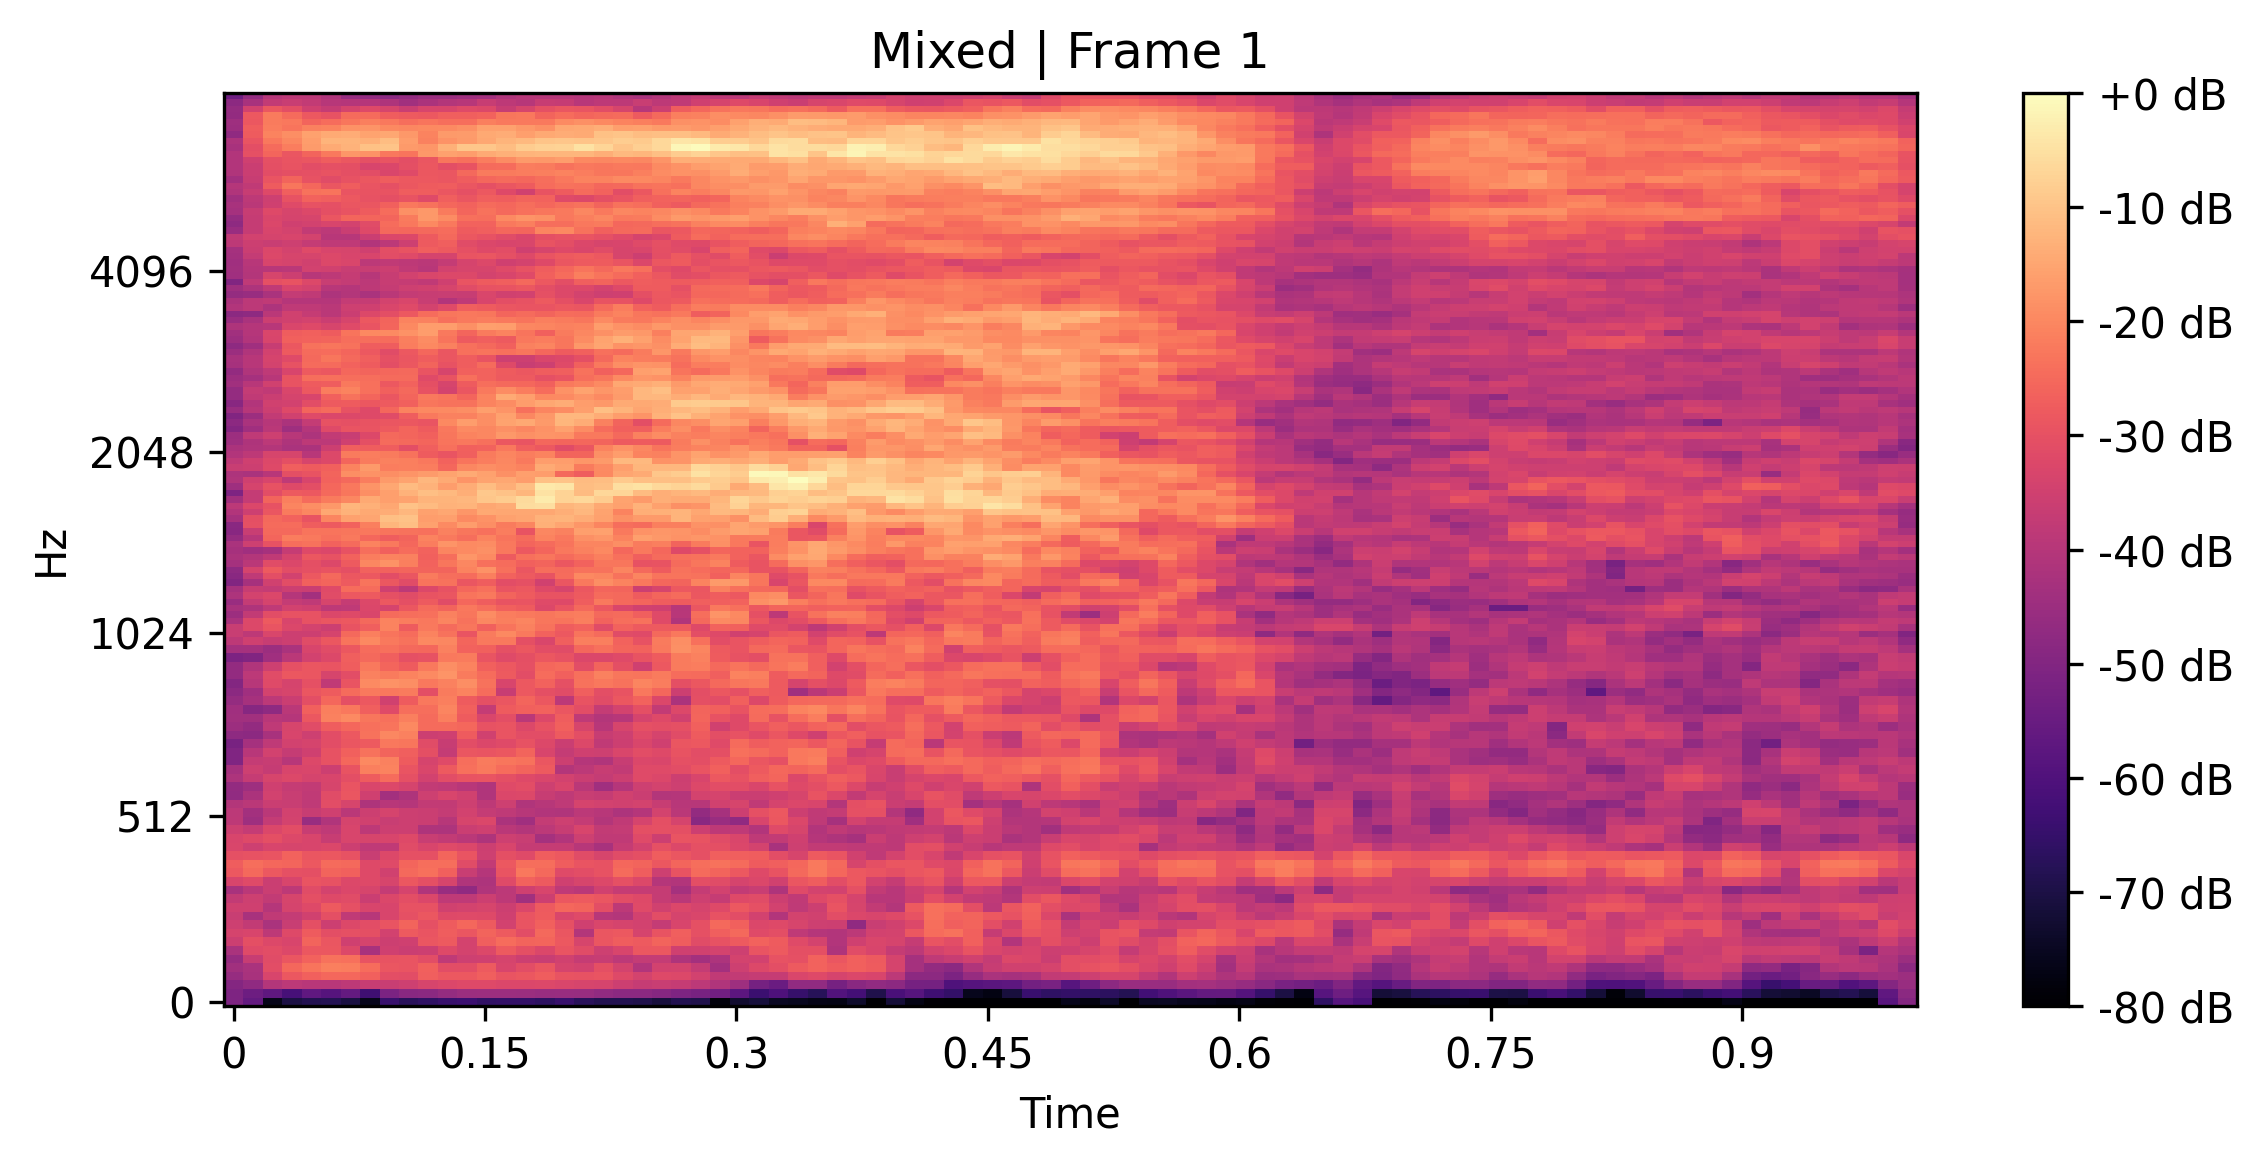 Mixed | Frame 1
+0 dB
-10 dB
-20 dB
-30 dB
-40 dB
-50 dB
-60 dB
-70 dB
-80 dB
Hz
4096
2048
1024
512
0
0 0.15 0.3 0.45 0.6 0.75 0.9
Time